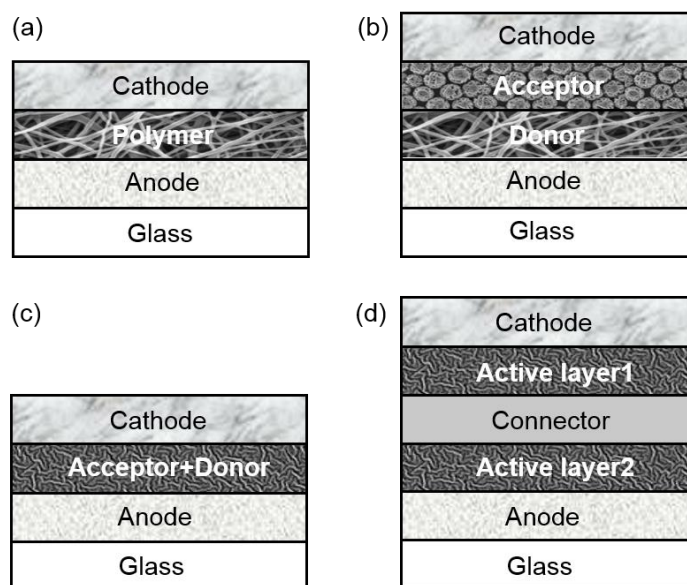 (a)
Cathode
Polymer
Anode
Glass
(b)
Cathode
Acceptor
Donor
Anode
Glass
(c)
Cathode
Acceptor+Donor
Anode
Glass
(d)
Cathode
Active layer1
Connector
Active layer2
Anode
Glass